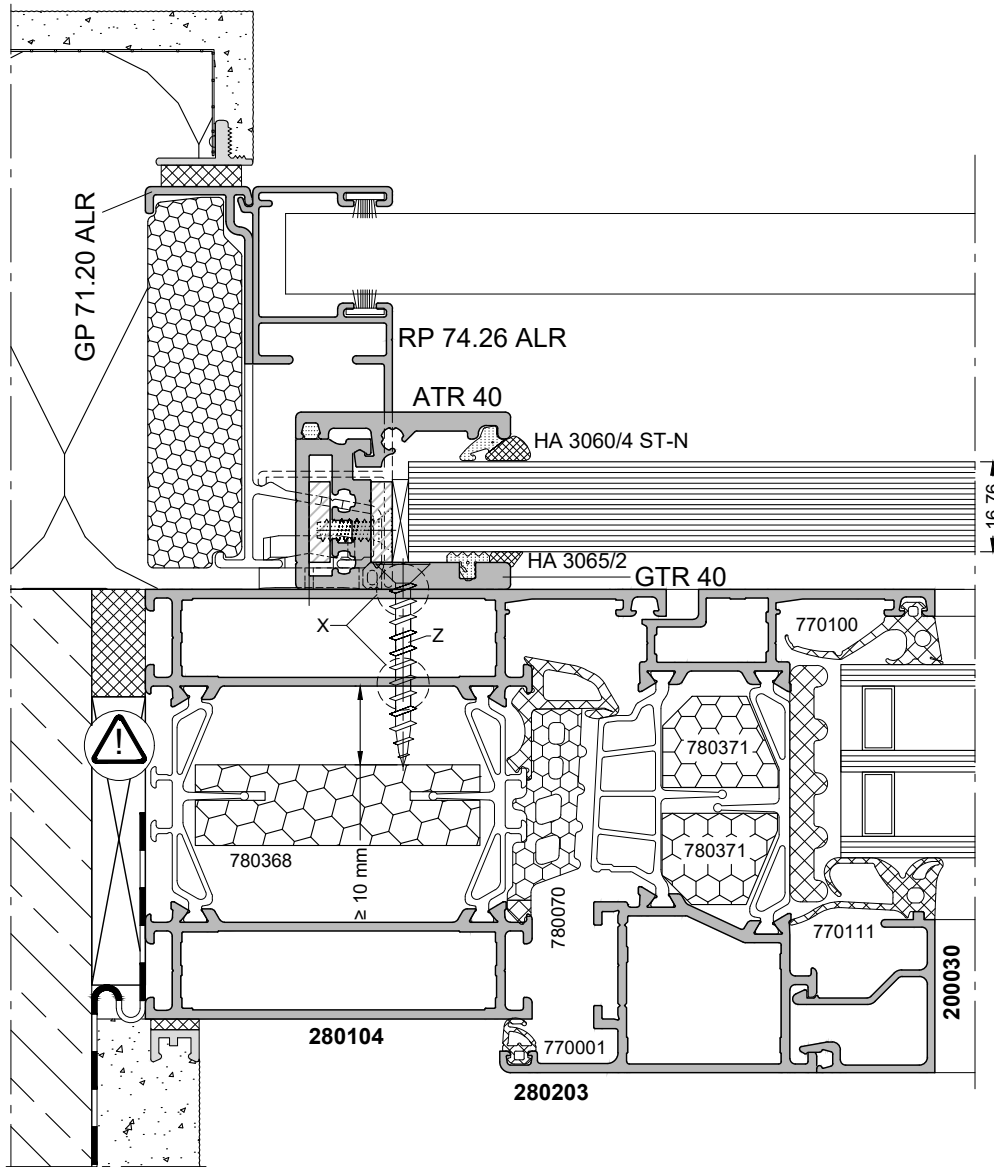 GP 71.20 ALR
RP 74.26 ALR
ATR 40
HA 3060/4 ST-N
16,76
HA 3065/2
GTR 40
X
Z
770100
780371
780371
780368
≥ 10 mm
780070
770111
200030
280104
770001
280203